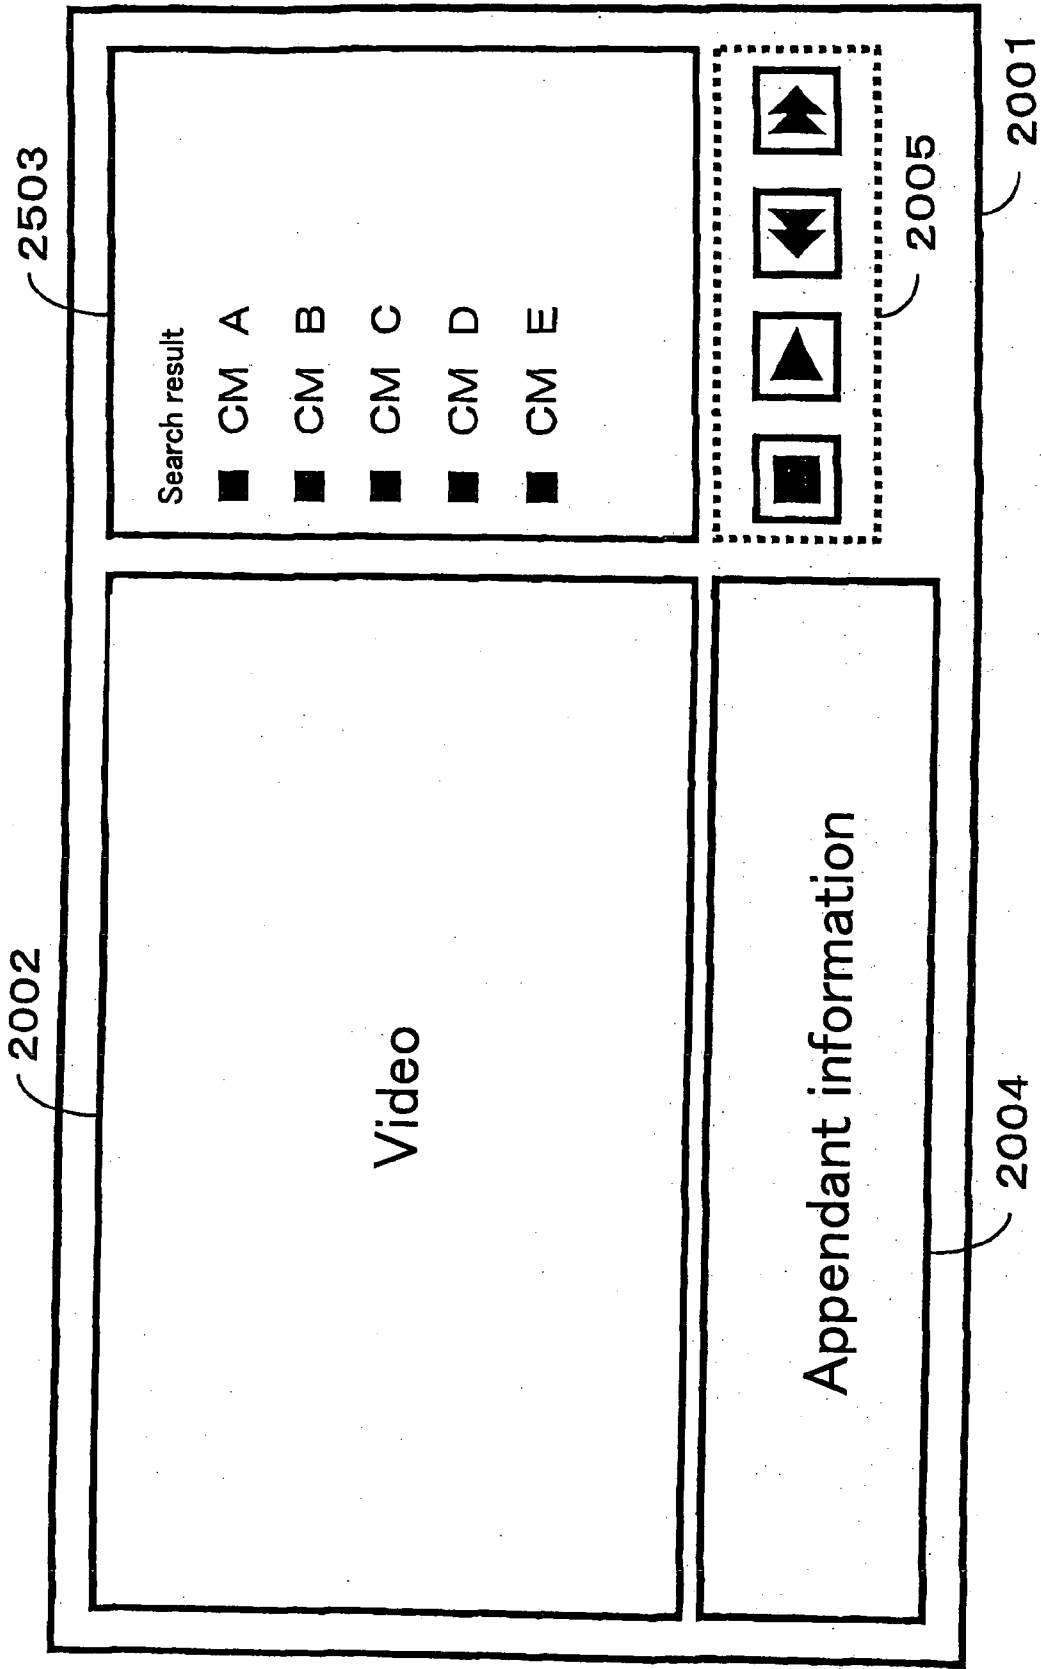 2002
2503
Video
Search result
■ CM A
■ CM B
■ CM C
■ CM D
■ CM E
Appendant information
2004
2005
2001